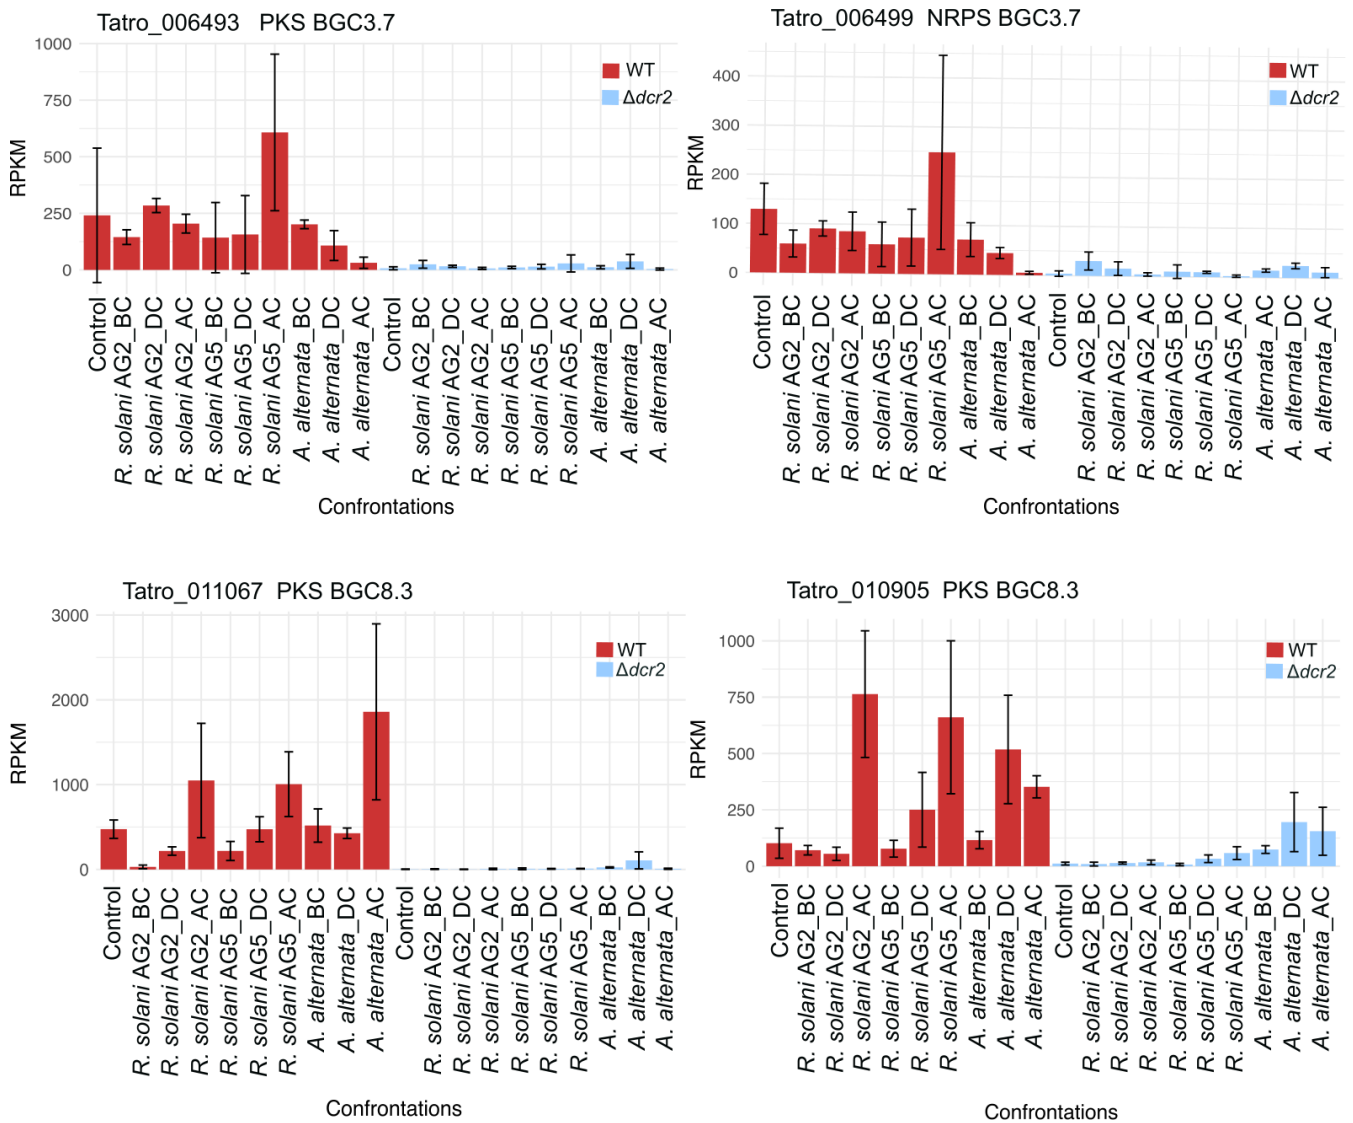 Tatro_006493 PKS BGC3.7
1000
750
500
250
0
RPKM
WT
Δdcr2
Control
R. solani AG2_BC
R. solani AG2_DC
R. solani AG2_AC
R. solani AG5_BC
R. solani AG5_DC
R. solani AG5_AC
A. alternata_BC
A. alternata_DC
A. alternata_AC
Control
R. solani AG2_BC
R. solani AG2_DC
R. solani AG2_AC
R. solani AG5_BC
R. solani AG5_DC
R. solani AG5_AC
A. alternata_BC
A. alternata_DC
A. alternata_AC
Confrontations
Tatro_006499 NRPS BGC3.7
400
300
200
100
0
RPKM
WT
Δdcr2
Control
R. solani AG2_BC
R. solani AG2_DC
R. solani AG2_AC
R. solani AG5_BC
R. solani AG5_DC
R. solani AG5_AC
A. alternata_BC
A. alternata_DC
A. alternata_AC
Control
R. solani AG2_BC
R. solani AG2_DC
R. solani AG2_AC
R. solani AG5_BC
R. solani AG5_DC
R. solani AG5_AC
A. alternata_BC
A. alternata_DC
A. alternata_AC
Confrontations
Tatro_011067 PKS BGC8.3
3000
2000
1000
0
RPKM
WT
Δdcr2
Control
R. solani AG2_BC
R. solani AG2_DC
R. solani AG2_AC
R. solani AG5_BC
R. solani AG5_DC
R. solani AG5_AC
A. alternata_BC
A. alternata_DC
A. alternata_AC
Control
R. solani AG2_BC
R. solani AG2_DC
R. solani AG2_AC
R. solani AG5_BC
R. solani AG5_DC
R. solani AG5_AC
A. alternata_BC
A. alternata_DC
A. alternata_AC
Confrontations
Tatro_010905 PKS BGC8.3
1000
750
500
250
0
RPKM
WT
Δdcr2
Control
R. solani AG2_BC
R. solani AG2_DC
R. solani AG2_AC
R. solani AG5_BC
R. solani AG5_DC
R. solani AG5_AC
A. alternata_BC
A. alternata_DC
A. alternata_AC
Control
R. solani AG2_BC
R. solani AG2_DC
R. solani AG2_AC
R. solani AG5_BC
R. solani AG5_DC
R. solani AG5_AC
A. alternata_BC
A. alternata_DC
A. alternata_AC
Confrontations